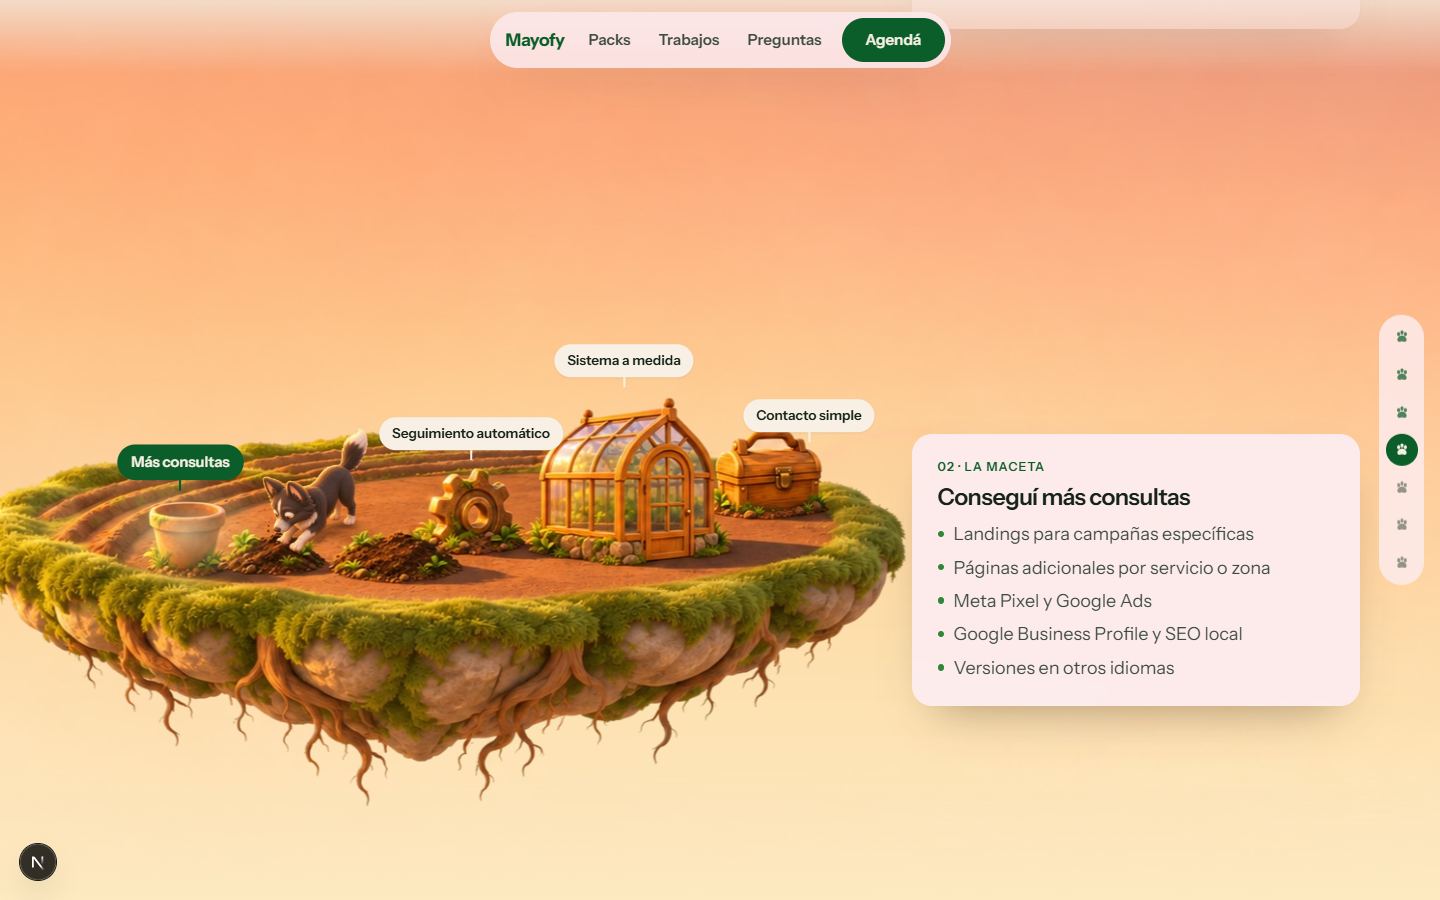 Mayofy
Packs
Trabajos
Preguntas
Agendá
Sistema a medida
Contacto simple
Seguimiento automático
Más consultas
02 · LA MACETA
Conseguí más consultas
Landings para campañas específicas
Páginas adicionales por servicio o zona
Meta Pixel y Google Ads
Google Business Profile y SEO local
Versiones en otros idiomas
N